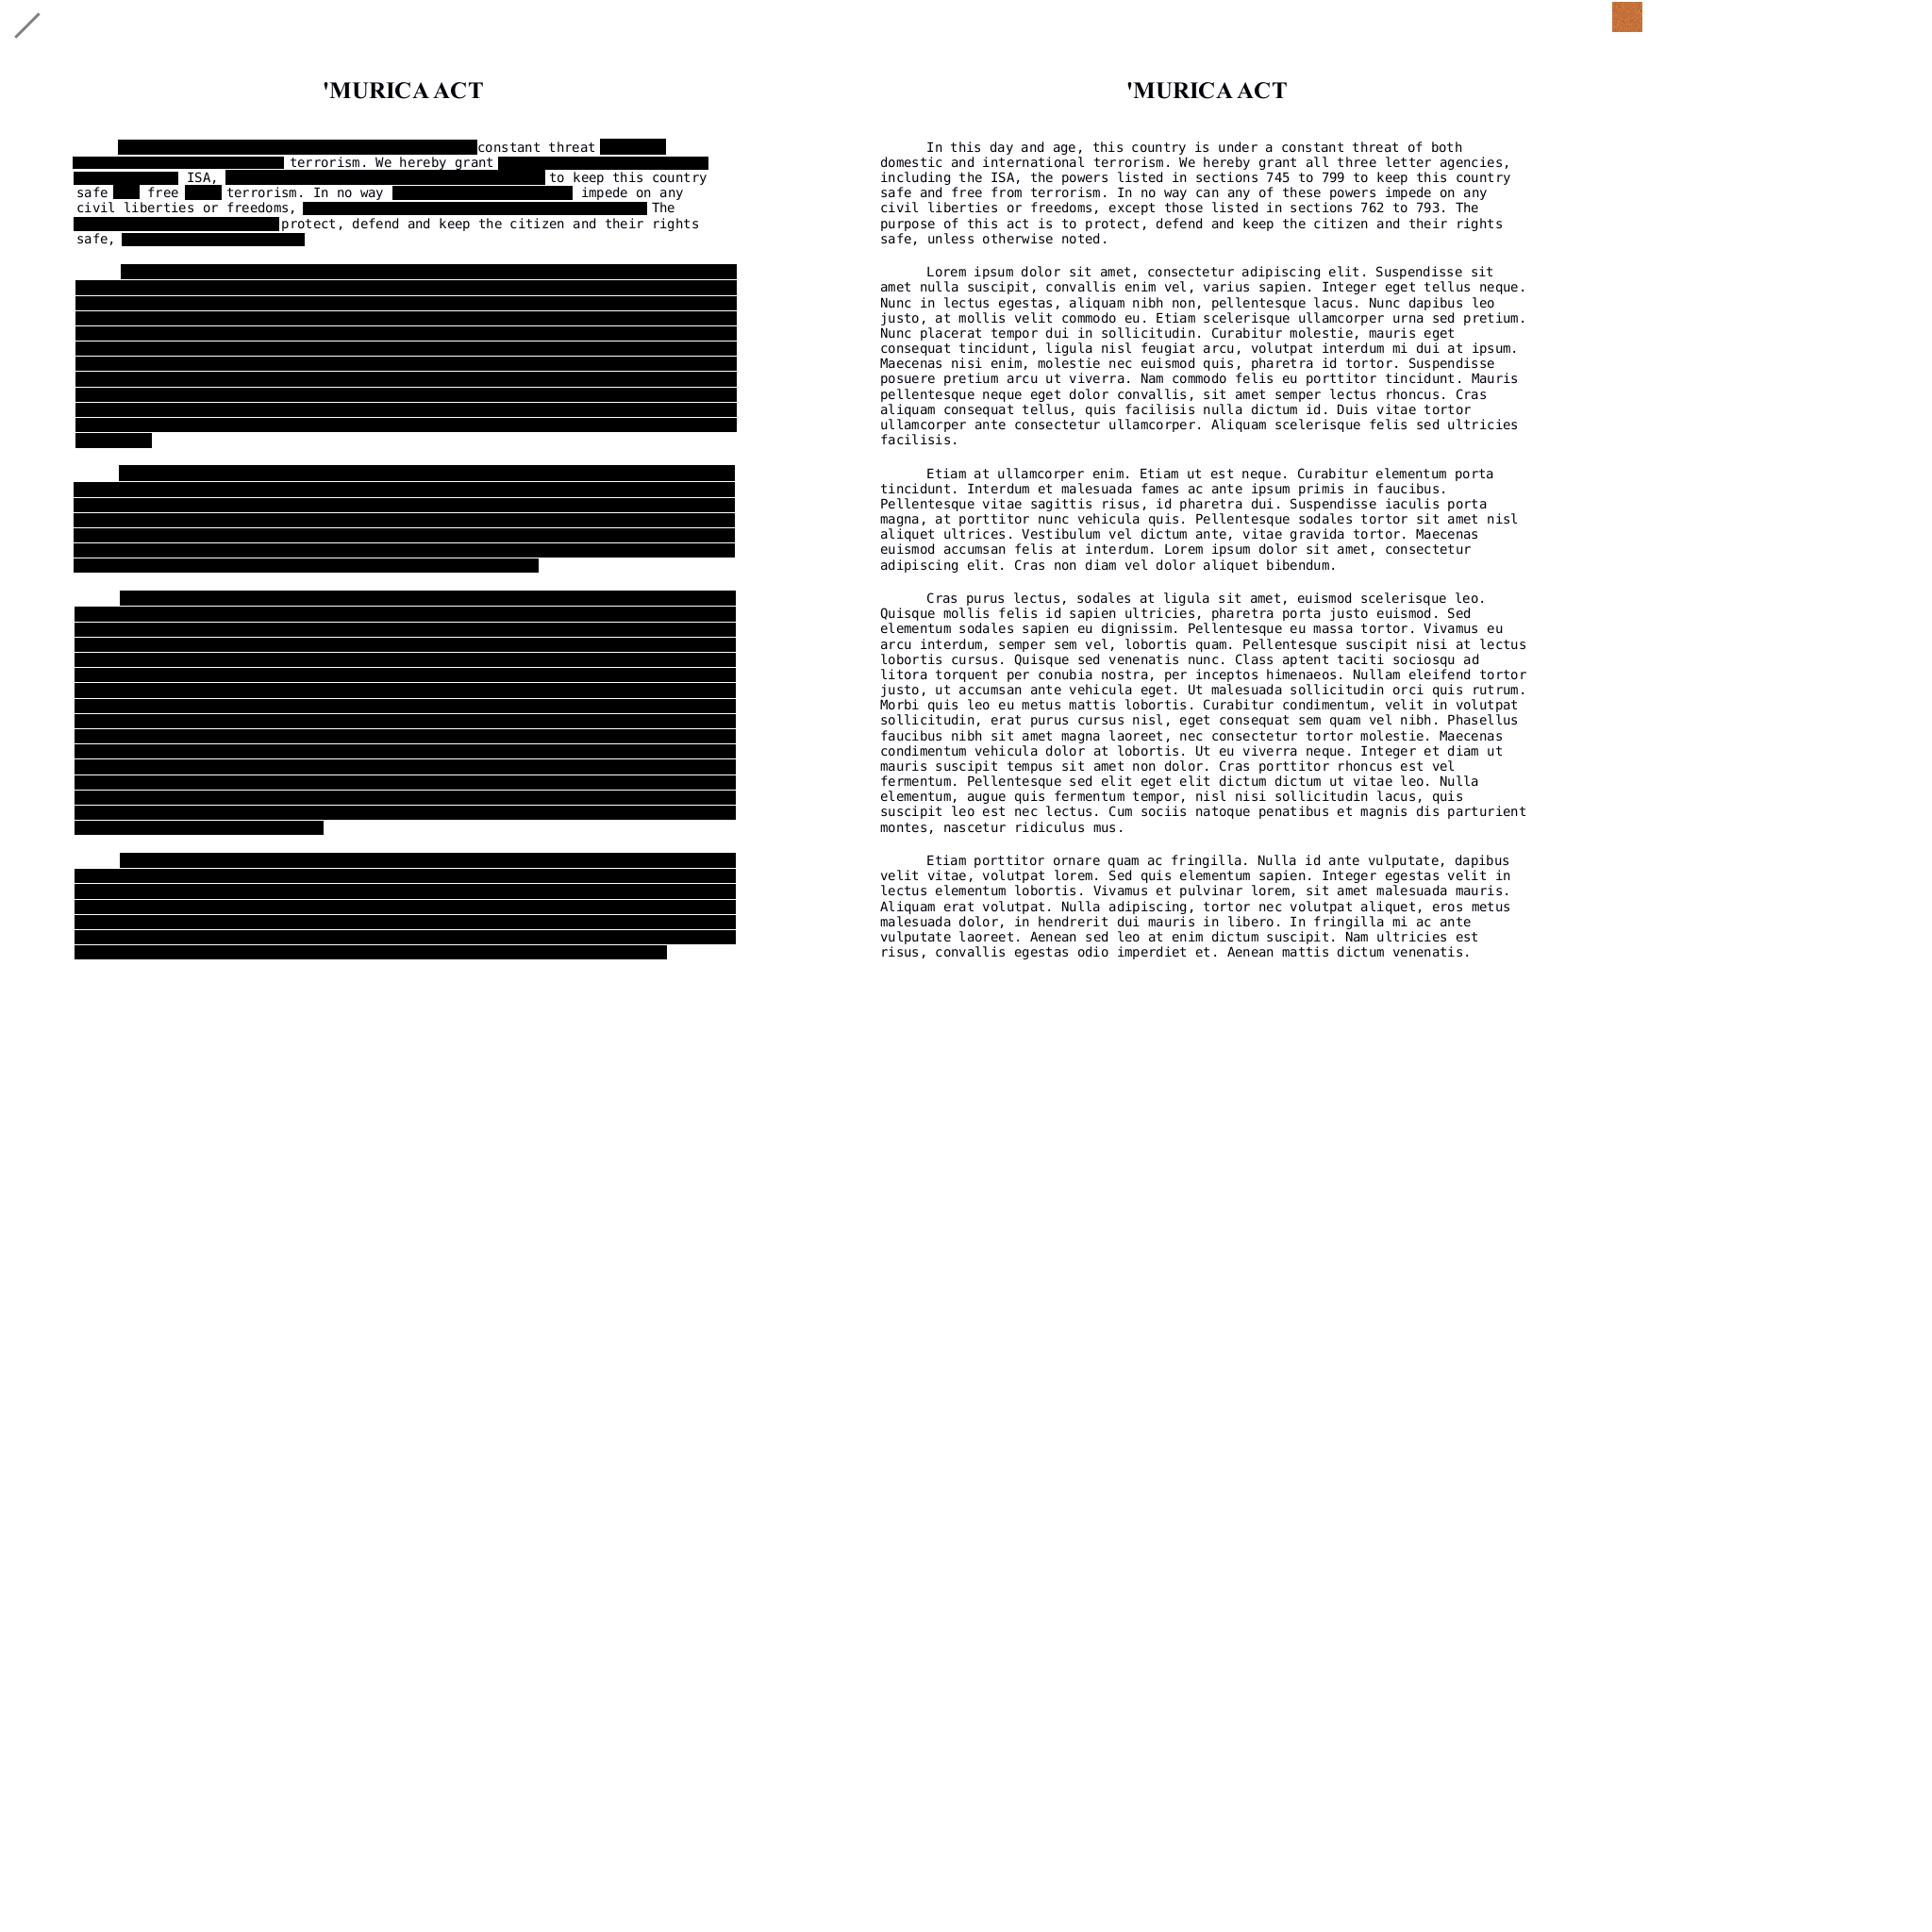 'MURICA ACT
constant threat
terrorism. We hereby grant
ISA, to keep this country
safe free terrorism. In no way impede on any
civil liberties or freedoms, The
protect, defend and keep the citizen and their rights
safe,
'MURICA ACT
In this day and age, this country is under a constant threat of both
domestic and international terrorism. We hereby grant all three letter agencies,
including the ISA, the powers listed in sections 745 to 799 to keep this country
safe and free from terrorism. In no way can any of these powers impede on any
civil liberties or freedoms, except those listed in sections 762 to 793. The
purpose of this act is to protect, defend and keep the citizen and their rights
safe, unless otherwise noted.
Lorem ipsum dolor sit amet, consectetur adipiscing elit. Suspendisse sit
amet nulla suscipit, convallis enim vel, varius sapien. Integer eget tellus neque.
Nunc in lectus egestas, aliquam nibh non, pellentesque lacus. Nunc dapibus leo
justo, at mollis velit commodo eu. Etiam scelerisque ullamcorper urna sed pretium.
Nunc placerat tempor dui in sollicitudin. Curabitur molestie, mauris eget
consequat tincidunt, ligula nisl feugiat arcu, volutpat interdum mi dui at ipsum.
Maecenas nisi enim, molestie nec euismod quis, pharetra id tortor. Suspendisse
posuere pretium arcu ut viverra. Nam commodo felis eu porttitor tincidunt. Mauris
pellentesque neque eget dolor convallis, sit amet semper lectus rhoncus. Cras
aliquam consequat tellus, quis facilisis nulla dictum id. Duis vitae tortor
ullamcorper ante consectetur ullamcorper. Aliquam scelerisque felis sed ultricies
facilisis.
Etiam at ullamcorper enim. Etiam ut est neque. Curabitur elementum porta
tincidunt. Interdum et malesuada fames ac ante ipsum primis in faucibus.
Pellentesque vitae sagittis risus, id pharetra dui. Suspendisse iaculis porta
magna, at porttitor nunc vehicula quis. Pellentesque sodales tortor sit amet nisl
aliquet ultrices. Vestibulum vel dictum ante, vitae gravida tortor. Maecenas
euismod accumsan felis at interdum. Lorem ipsum dolor sit amet, consectetur
adipiscing elit. Cras non diam vel dolor aliquet bibendum.
Cras purus lectus, sodales at ligula sit amet, euismod scelerisque leo.
Quisque mollis felis id sapien ultricies, pharetra porta justo euismod. Sed
elementum sodales sapien eu dignissim. Pellentesque eu massa tortor. Vivamus eu
arcu interdum, semper sem vel, lobortis quam. Pellentesque suscipit nisi at lectus
lobortis cursus. Quisque sed venenatis nunc. Class aptent taciti sociosqu ad
litora torquent per conubia nostra, per inceptos himenaeos. Nullam eleifend tortor
justo, ut accumsan ante vehicula eget. Ut malesuada sollicitudin orci quis rutrum.
Morbi quis leo eu metus mattis lobortis. Curabitur condimentum, velit in volutpat
sollicitudin, erat purus cursus nisl, eget consequat sem quam vel nibh. Phasellus
faucibus nibh sit amet magna laoreet, nec consectetur tortor molestie. Maecenas
condimentum vehicula dolor at lobortis. Ut eu viverra neque. Integer et diam ut
mauris suscipit tempus sit amet non dolor. Cras porttitor rhoncus est vel
fermentum. Pellentesque sed elit eget elit dictum dictum ut vitae leo. Nulla
elementum, augue quis fermentum tempor, nisl nisi sollicitudin lacus, quis
suscipit leo est nec lectus. Cum sociis natoque penatibus et magnis dis parturient
montes, nascetur ridiculus mus.
Etiam porttitor ornare quam ac fringilla. Nulla id ante vulputate, dapibus
velit vitae, volutpat lorem. Sed quis elementum sapien. Integer egestas velit in
lectus elementum lobortis. Vivamus et pulvinar lorem, sit amet malesuada mauris.
Aliquam erat volutpat. Nulla adipiscing, tortor nec volutpat aliquet, eros metus
malesuada dolor, in hendrerit dui mauris in libero. In fringilla mi ac ante
vulputate laoreet. Aenean sed leo at enim dictum suscipit. Nam ultricies est
risus, convallis egestas odio imperdiet et. Aenean mattis dictum venenatis.